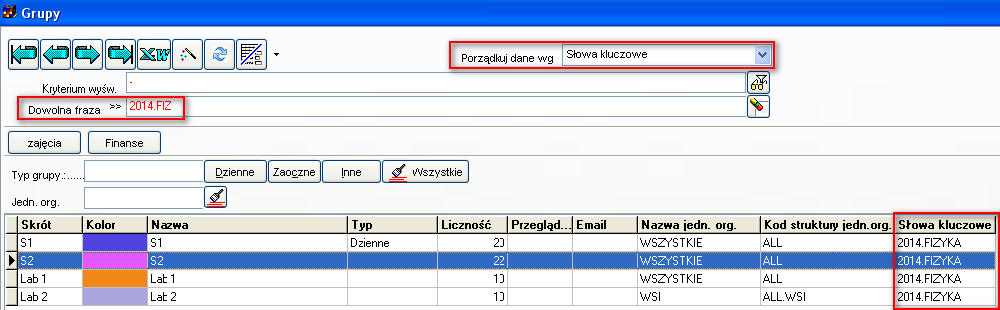 Grupy
XW
Porządkuj dane wg Słowa kluczowe
Kryterium wyśw. -
Dowolna fraza >> 2014.FIZ
zajęcia Finanse
Typ grupy.:..... Dzienne Zaoczne Inne Wszystkie
Jedn. org.
Skrót Kolor Nazwa Typ Liczność Przegląd... Email Nazwa jedn. org. Kod struktury jedn.org. Słowa kluczowe
S1 S1 Dzienne 20 WSZYSTKIE ALL 2014.FIZYKA
S2 S2 22 WSZYSTKIE ALL 2014.FIZYKA
Lab 1 Lab 1 10 WSZYSTKIE ALL 2014.FIZYKA
Lab 2 Lab 2 10 WSI ALL.WSI 2014.FIZYKA